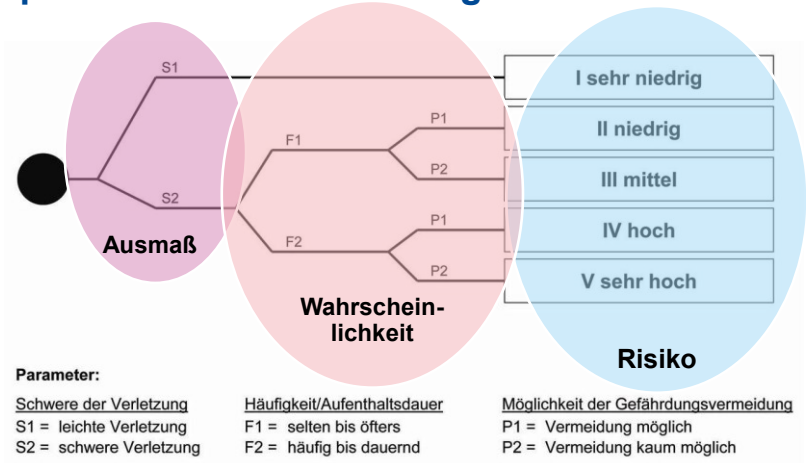 S1
I sehr niedrig
P1
II niedrig
F1
P2
III mittel
S2
P1
IV hoch
Ausmaß
F2
P2
V sehr hoch
Wahrschein-
lichkeit
Risiko
Parameter:
Schwere der Verletzung
S1 = leichte Verletzung
S2 = schwere Verletzung
Häufigkeit/Aufenthaltsdauer
F1 = selten bis öfters
F2 = häufig bis dauernd
Möglichkeit der Gefährdungsvermeidung
P1 = Vermeidung möglich
P2 = Vermeidung kaum möglich